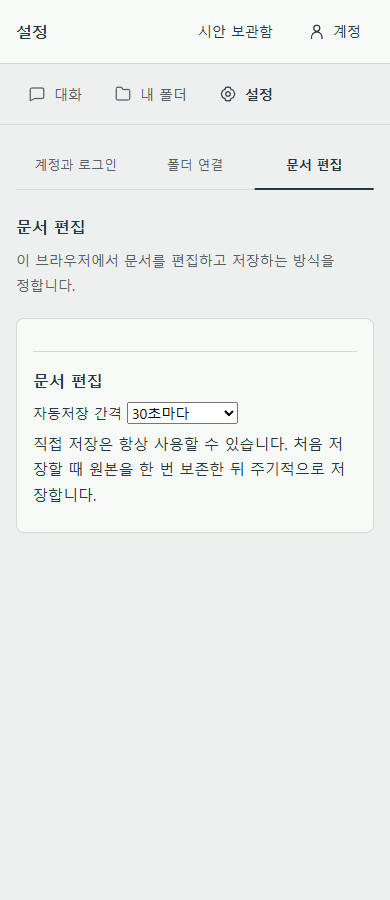 설정
시안 보관함
계정
대화
내 폴더
설정
계정과 로그인
폴더 연결
문서 편집
문서 편집
이 브라우저에서 문서를 편집하고 저장하는 방식을
정합니다.
문서 편집
자동저장 간격 30초마다
직접 저장은 항상 사용할 수 있습니다. 처음 저
장할 때 원본을 한 번 보존한 뒤 주기적으로 저
장합니다.